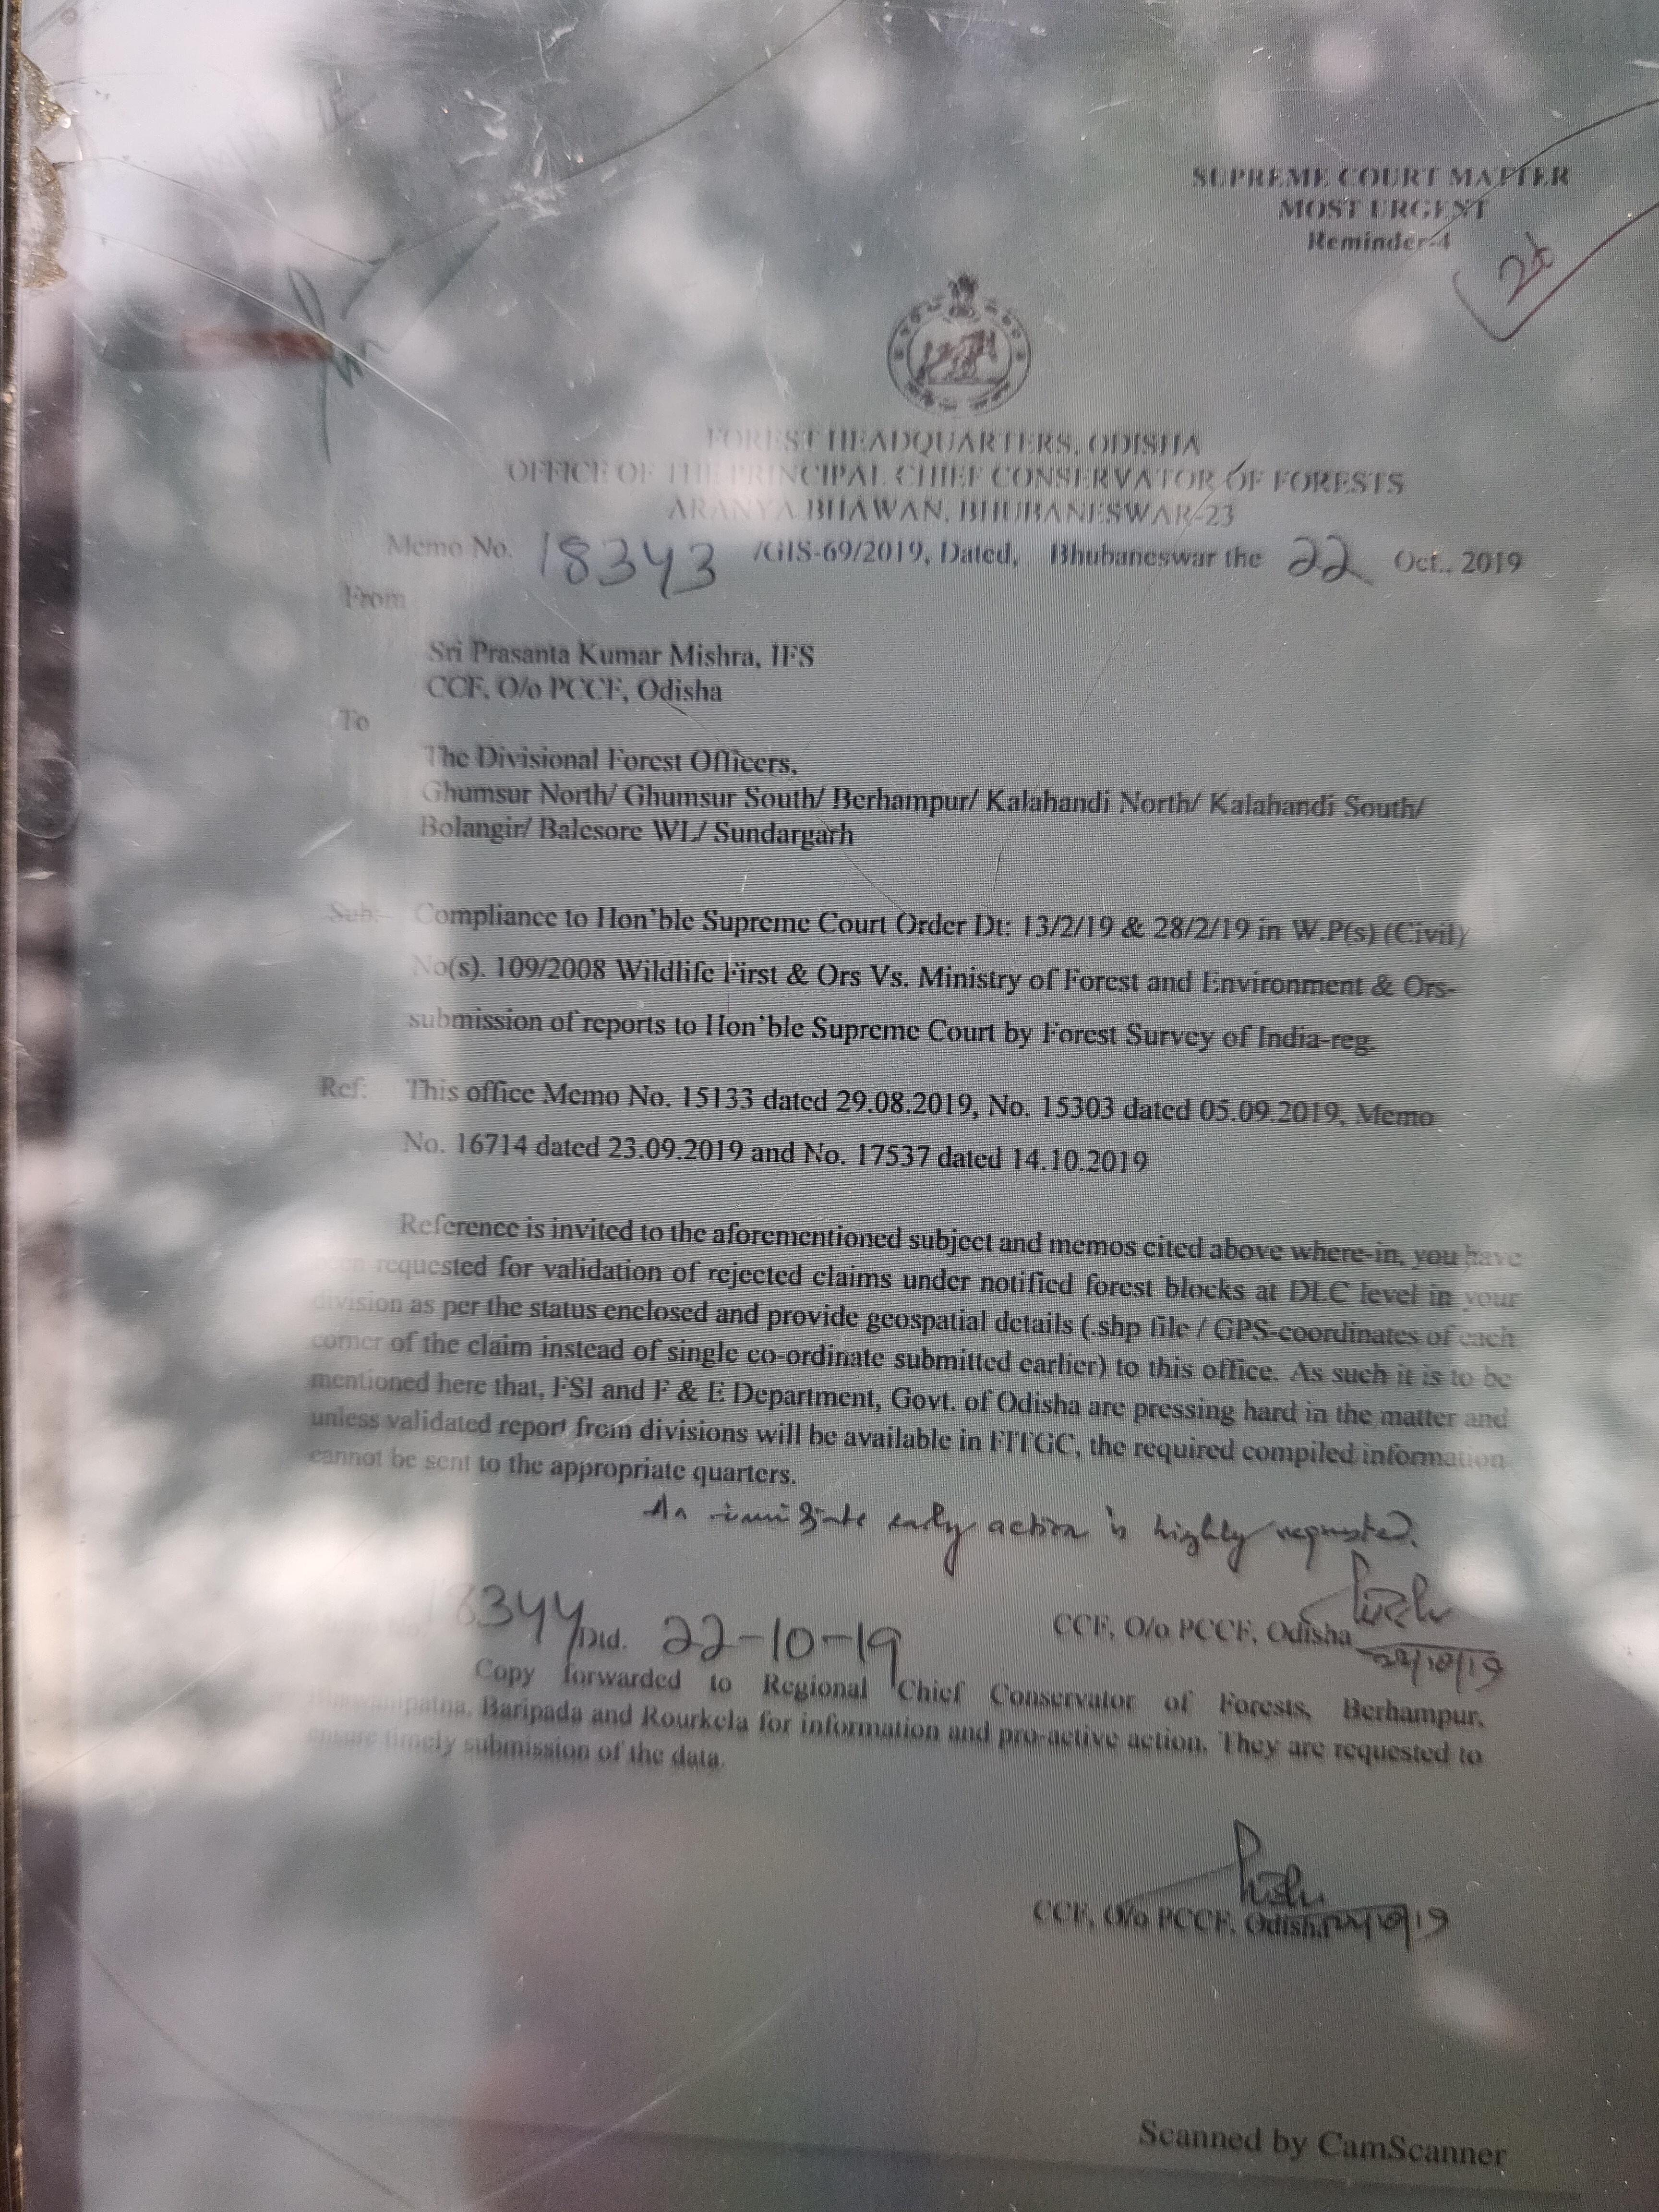 SUPREME COURT MATTER
MOST URGENT
Reminder-4
24
FOREST HEADQUARTERS, ODISHA
OFFICE OF THE PRINCIPAL CHIEF CONSERVATOR OF FORESTS
ARANYA BHAWAN, BHUBANESWAR-23
Memo No. 18343 /GIS-69/2019, Dated, Bhubaneswar the 22 Oct., 2019
From
Sri Prasanta Kumar Mishra, IFS
CCF, O/o PCCF, Odisha
To
The Divisional Forest Officers,
Ghumsur North/ Ghumsur South/ Berhampur/ Kalahandi North/ Kalahandi South/
Bolangir/ Balesore WL/ Sundargarh
Sub:- Compliance to Hon'ble Supreme Court Order Dt: 13/2/19 & 28/2/19 in W.P(s) (Civil)
No(s). 109/2008 Wildlife First & Ors Vs. Ministry of Forest and Environment & Ors-
submission of reports to Hon'ble Supreme Court by Forest Survey of India-reg.
Ref: This office Memo No. 15133 dated 29.08.2019, No. 15303 dated 05.09.2019, Memo
No. 16714 dated 23.09.2019 and No. 17537 dated 14.10.2019
Reference is invited to the aforementioned subject and memos cited above where-in, you have
been requested for validation of rejected claims under notified forest blocks at DLC level in your
division as per the status enclosed and provide geospatial details (.shp file / GPS-coordinates of each
corner of the claim instead of single co-ordinate submitted earlier) to this office. As such it is to be
mentioned here that, FSI and F & E Department, Govt. of Odisha are pressing hard in the matter and
unless validated report from divisions will be available in FITGC, the required compiled information
cannot be sent to the appropriate quarters.
An immediate early action is highly requested.
CCF, O/o PCCF, Odisha
22/10/19
18344 Dtd. 22-10-19
Copy forwarded to Regional Chief Conservator of Forests, Berhampur,
Bhawanipatna, Baripada and Rourkela for information and pro-active action. They are requested to
ensure timely submission of the data.
CCF, O/o PCCF, Odisha 22/10/19
Scanned by CamScanner